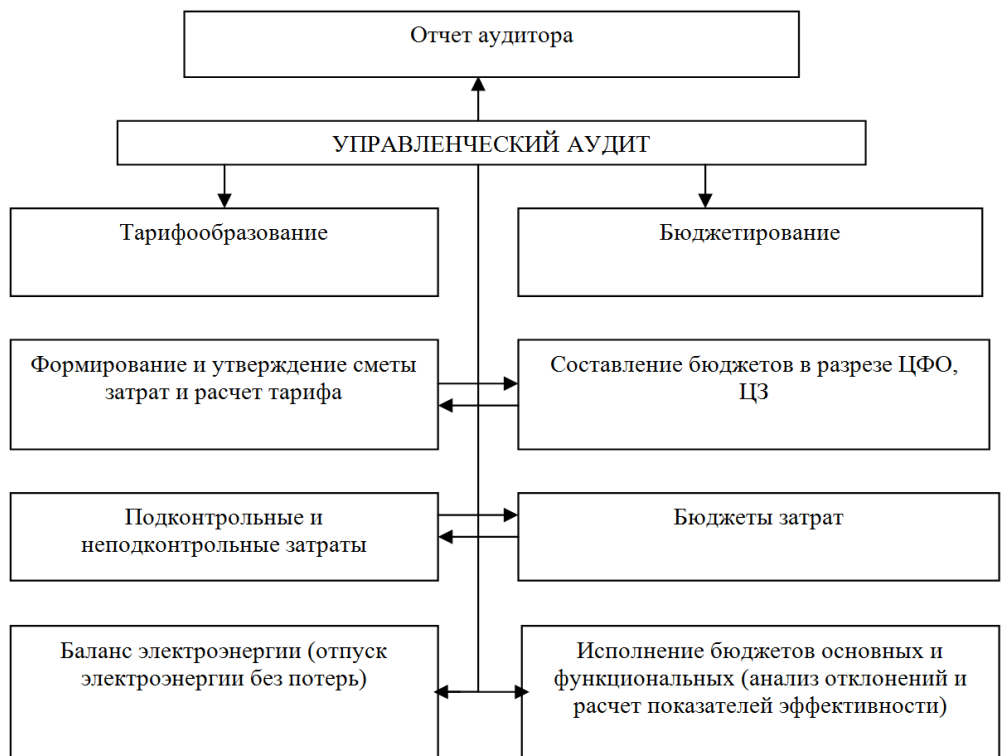 Отчет аудитора
УПРАВЛЕНЧЕСКИЙ АУДИТ
Тарифообразование
Бюджетирование
Формирование и утверждение сметы
затрат и расчет тарифа
Составление бюджетов в разрезе ЦФО,
ЦЗ
Подконтрольные и
неподконтрольные затраты
Бюджеты затрат
Баланс электроэнергии (отпуск
электроэнергии без потерь)
Исполнение бюджетов основных и
функциональных (анализ отклонений и
расчет показателей эффективности)